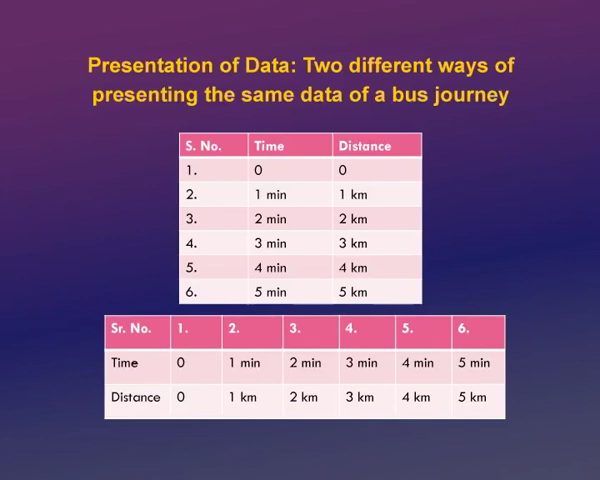 Presentation of Data: Two different ways of
presenting the same data of a bus journey
S. No. Time Distance
1. 0 0
2. 1 min 1 km
3. 2 min 2 km
4. 3 min 3 km
5. 4 min 4 km
6. 5 min 5 km
Sr. No. 1. 2. 3. 4. 5. 6.
Time 0 1 min 2 min 3 min 4 min 5 min
Distance 0 1 km 2 km 3 km 4 km 5 km